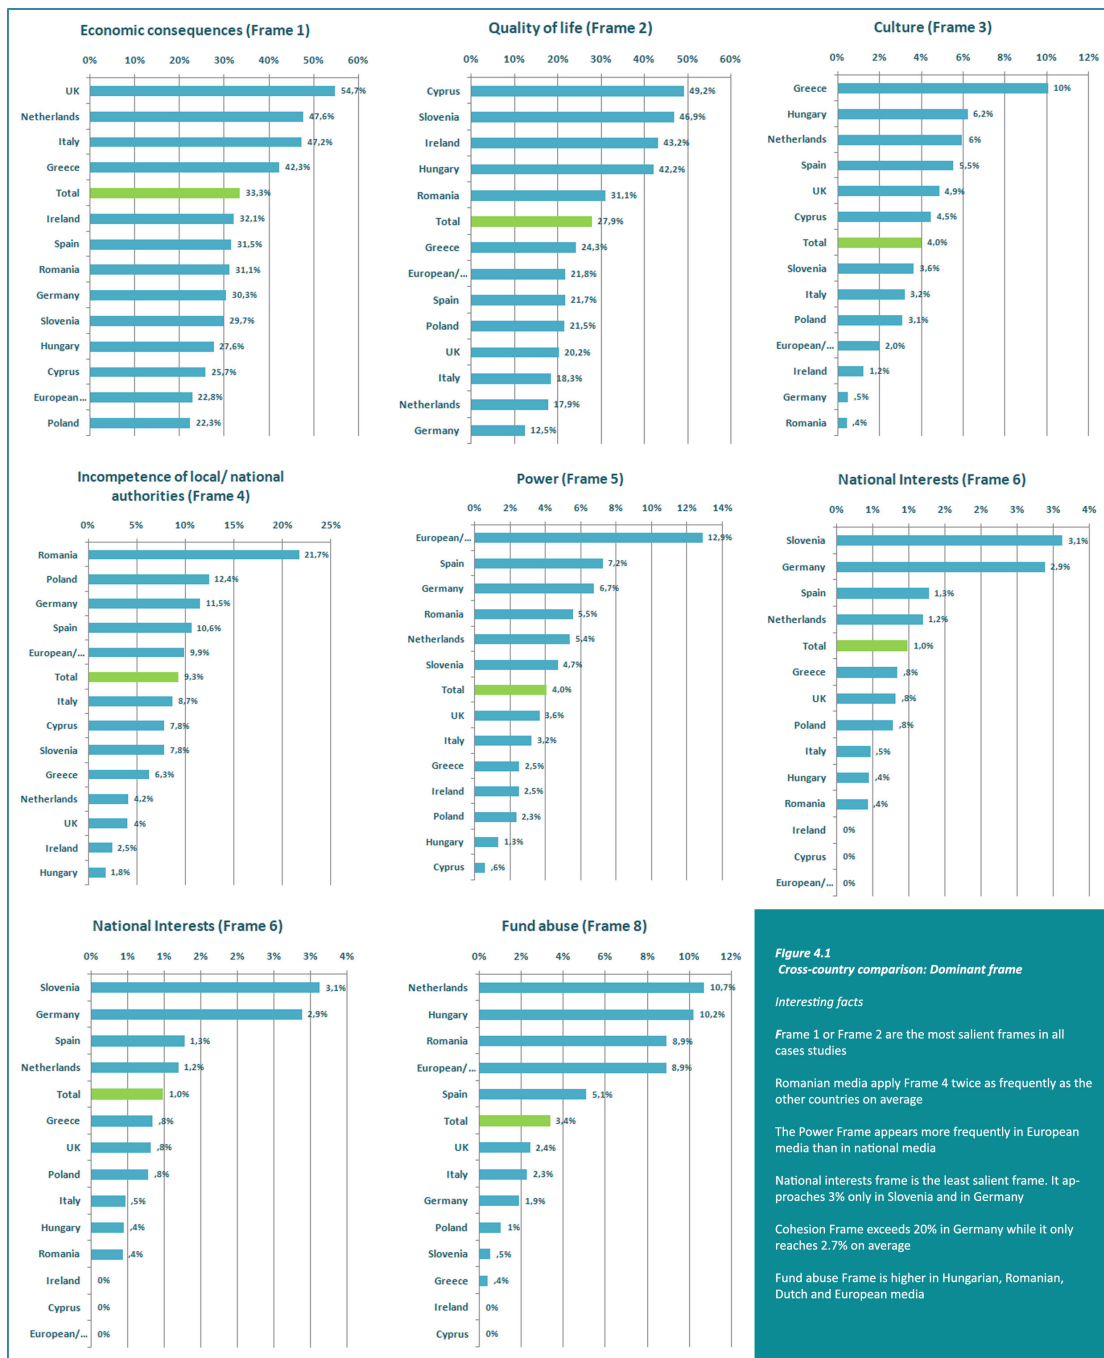 Economic consequences (Frame 1)
0% 10% 20% 30% 40% 50% 60%
UK 54,7%
Netherlands 47,6%
Italy 47,2%
Greece 42,3%
Total 33,3%
Ireland 32,1%
Spain 31,5%
Romania 31,1%
Germany 30,3%
Slovenia 29,7%
Hungary 27,6%
Cyprus 25,7%
European... 22,8%
Poland 22,3%
Quality of life (Frame 2)
0% 10% 20% 30% 40% 50% 60%
Cyprus 49,2%
Slovenia 46,9%
Ireland 43,2%
Hungary 42,2%
Romania 31,1%
Total 27,9%
Greece 24,3%
European/... 21,8%
Spain 21,7%
Poland 21,5%
UK 20,2%
Italy 18,3%
Netherlands 17,9%
Germany 12,5%
Culture (Frame 3)
0% 2% 4% 6% 8% 10% 12%
Greece 10%
Hungary 6,2%
Netherlands 6%
Spain 5,5%
UK 4,9%
Cyprus 4,5%
Total 4,0%
Slovenia 3,6%
Italy 3,2%
Poland 3,1%
European/... 2,0%
Ireland 1,2%
Germany ,5%
Romania ,4%
Incompetence of local/ national
authorities (Frame 4)
0% 5% 10% 15% 20% 25%
Romania 21,7%
Poland 12,4%
Germany 11,5%
Spain 10,6%
European/... 9,9%
Total 9,3%
Italy 8,7%
Cyprus 7,8%
Slovenia 7,8%
Greece 6,3%
Netherlands 4,2%
UK 4%
Ireland 2,5%
Hungary 1,8%
Power (Frame 5)
0% 2% 4% 6% 8% 10% 12% 14%
European/... 12,9%
Spain 7,2%
Germany 6,7%
Romania 5,5%
Netherlands 5,4%
Slovenia 4,7%
Total 4,0%
UK 3,6%
Italy 3,2%
Greece 2,5%
Ireland 2,5%
Poland 2,3%
Hungary 1,3%
Cyprus ,6%
National Interests (Frame 6)
0% 1% 1% 2% 2% 3% 3% 4%
Slovenia 3,1%
Germany 2,9%
Spain 1,3%
Netherlands 1,2%
Total 1,0%
Greece ,8%
UK ,8%
Poland ,8%
Italy ,5%
Hungary ,4%
Romania ,4%
Ireland 0%
Cyprus 0%
European/... 0%
National Interests (Frame 6)
0% 1% 1% 2% 2% 3% 3% 4%
Slovenia 3,1%
Germany 2,9%
Spain 1,3%
Netherlands 1,2%
Total 1,0%
Greece ,8%
UK ,8%
Poland ,8%
Italy ,5%
Hungary ,4%
Romania ,4%
Ireland 0%
Cyprus 0%
European/... 0%
Fund abuse (Frame 8)
0% 2% 4% 6% 8% 10% 12%
Netherlands 10,7%
Hungary 10,2%
Romania 8,9%
European/... 8,9%
Spain 5,1%
Total 3,4%
UK 2,4%
Italy 2,3%
Germany 1,9%
Poland 1%
Slovenia ,5%
Greece ,4%
Ireland 0%
Cyprus 0%
Figure 4.1
Cross-country comparison: Dominant frame
Interesting facts
Frame 1 or Frame 2 are the most salient frames in all
cases studies
Romanian media apply Frame 4 twice as frequently as the
other countries on average
The Power Frame appears more frequently in European
media than in national media
National interests frame is the least salient frame. It ap-
proaches 3% only in Slovenia and in Germany
Cohesion Frame exceeds 20% in Germany while it only
reaches 2.7% on average
Fund abuse Frame is higher in Hungarian, Romanian,
Dutch and European media